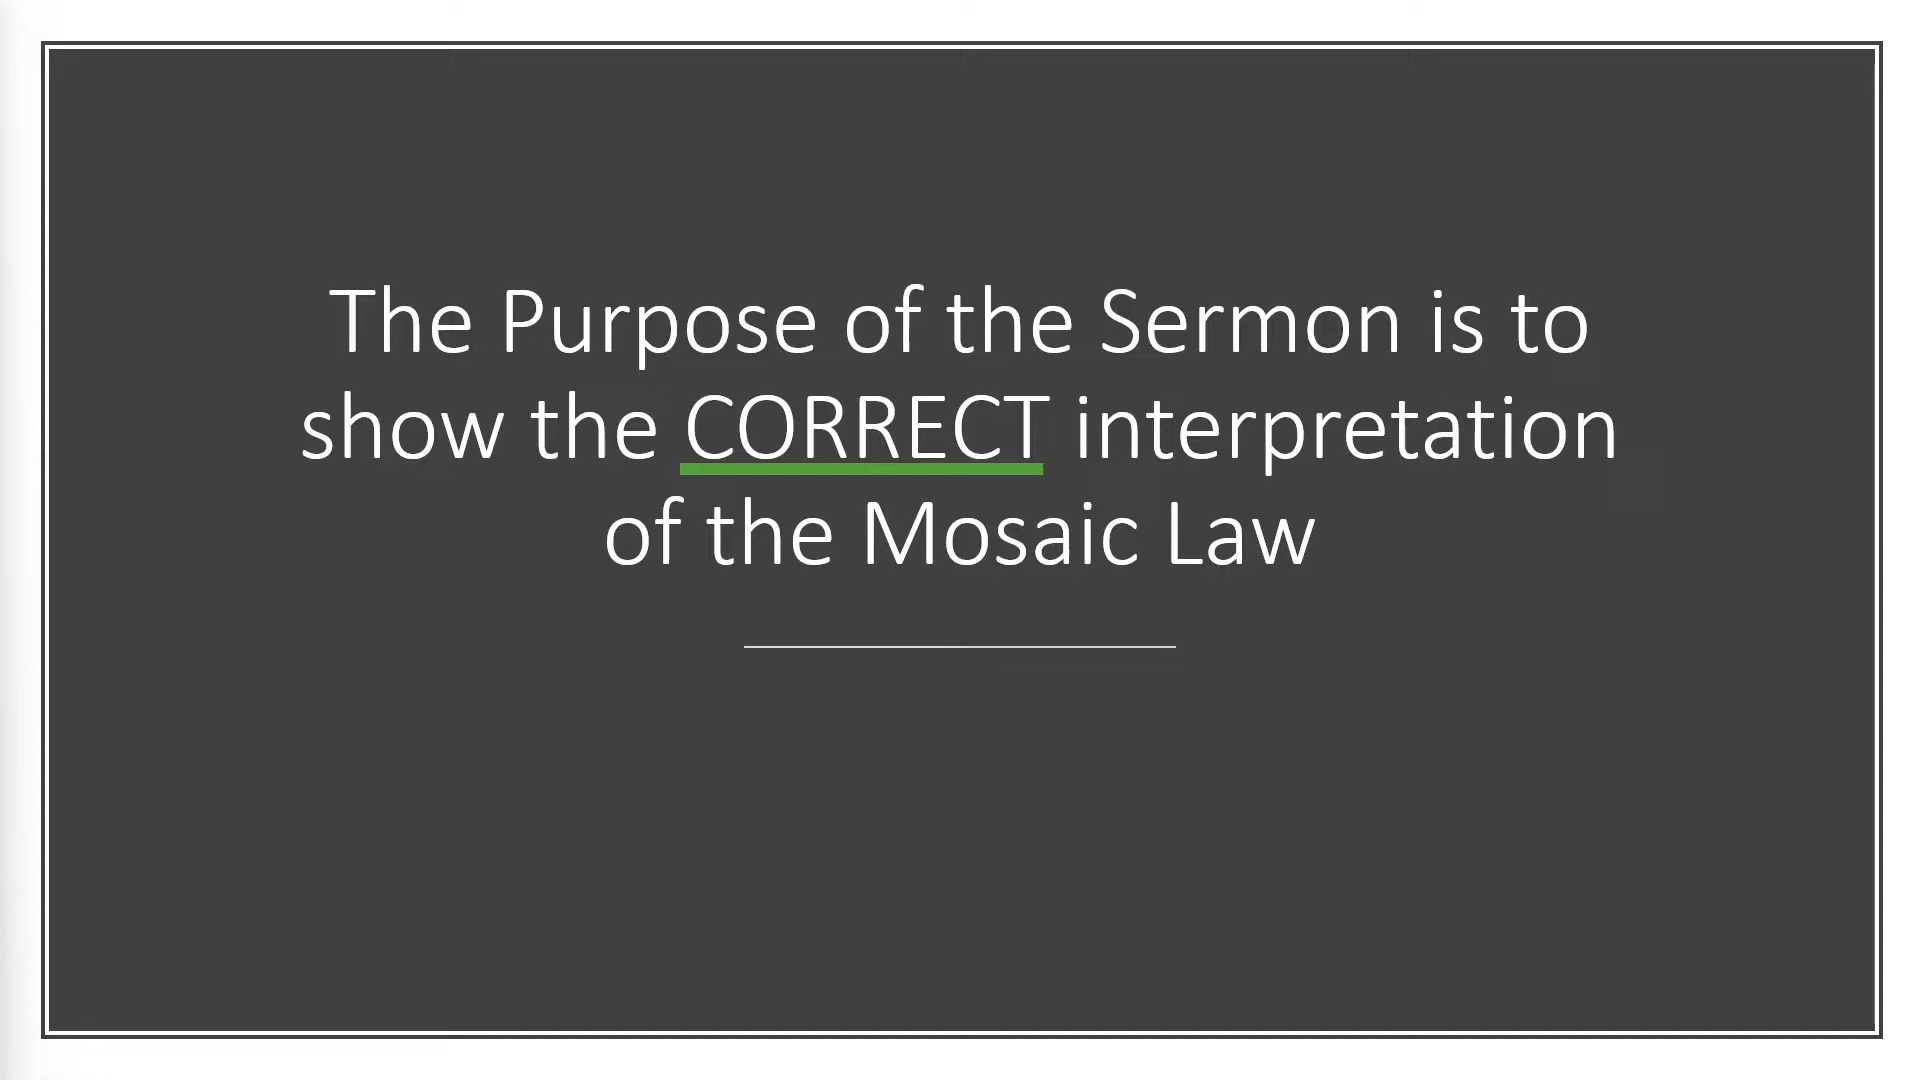 The Purpose of the Sermon is to
show the CORRECT interpretation
of the Mosaic Law